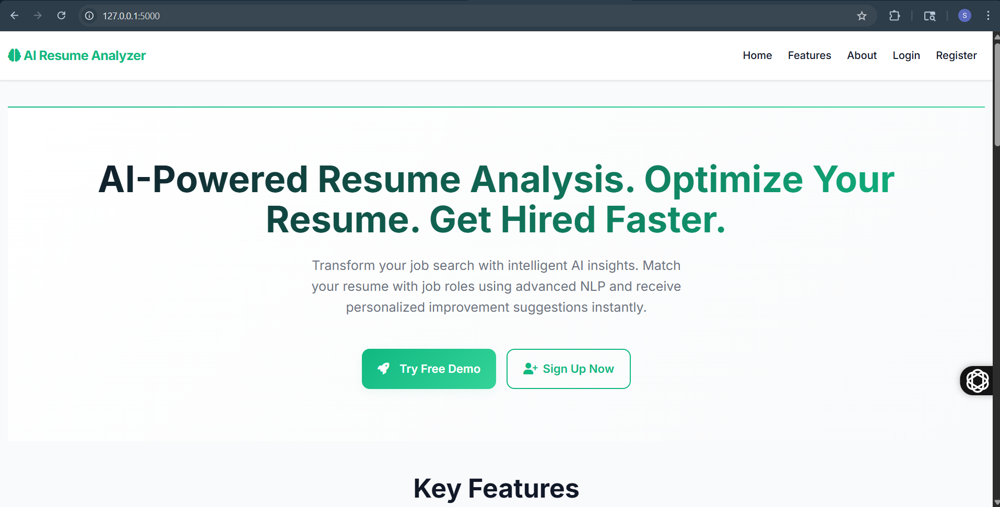 127.0.0.1:5000
S
AI Resume Analyzer
Home Features About Login Register
AI-Powered Resume Analysis. Optimize Your
Resume. Get Hired Faster.
Transform your job search with intelligent AI insights. Match
your resume with job roles using advanced NLP and receive
personalized improvement suggestions instantly.
Try Free Demo
Sign Up Now
Key Features